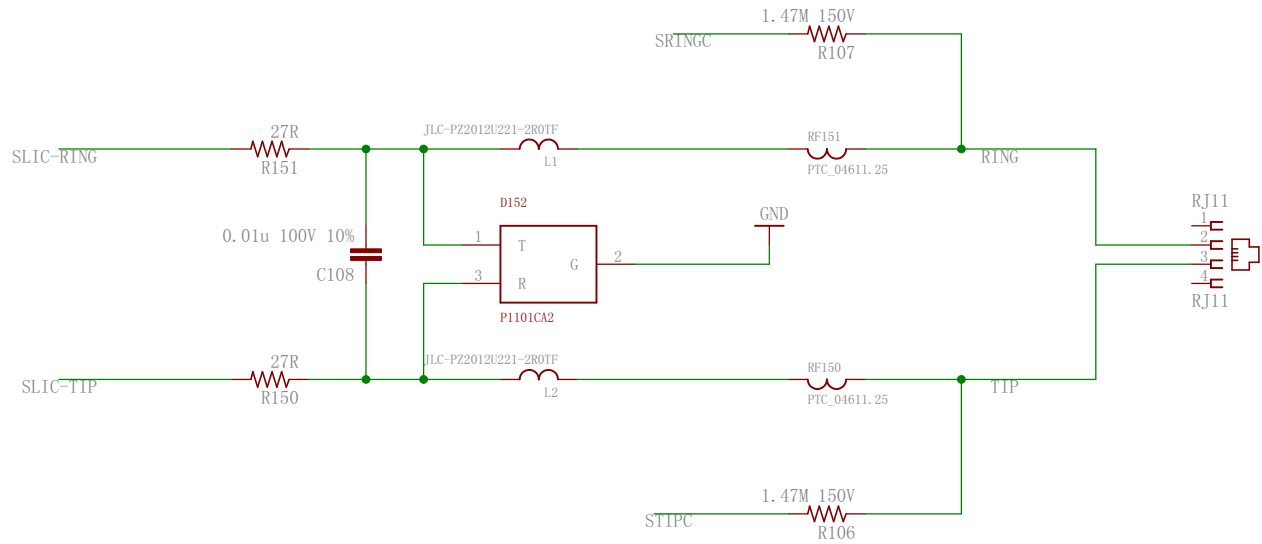 1.47M 150V
SRINGC
R107
27R
JLC-PZ2012U221-2R0TF
RF151
SLIC-RING
R151
L1
PTC_04611.25
RING
D152
GND
RJ11
1
0.01u 100V 10%
1
T
2
G
2
3
C108
3
R
4
RJ11
P1101CA2
27R
JLC-PZ2012U221-2R0TF
RF150
SLIC-TIP
R150
L2
PTC_04611.25
TIP
1.47M 150V
STIPC
R106